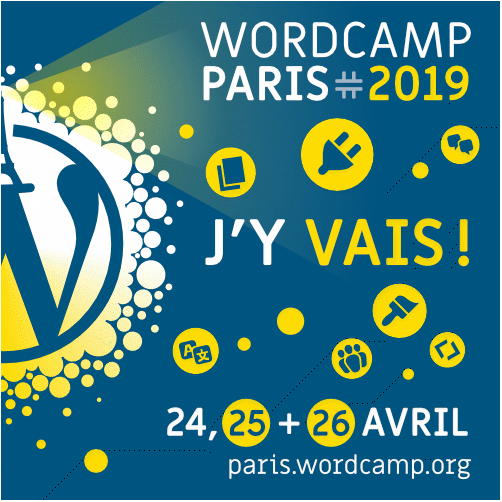 WORDCAMP
PARIS#2019
J'Y VAIS !
24, 25 + 26 AVRIL
paris.wordcamp.org